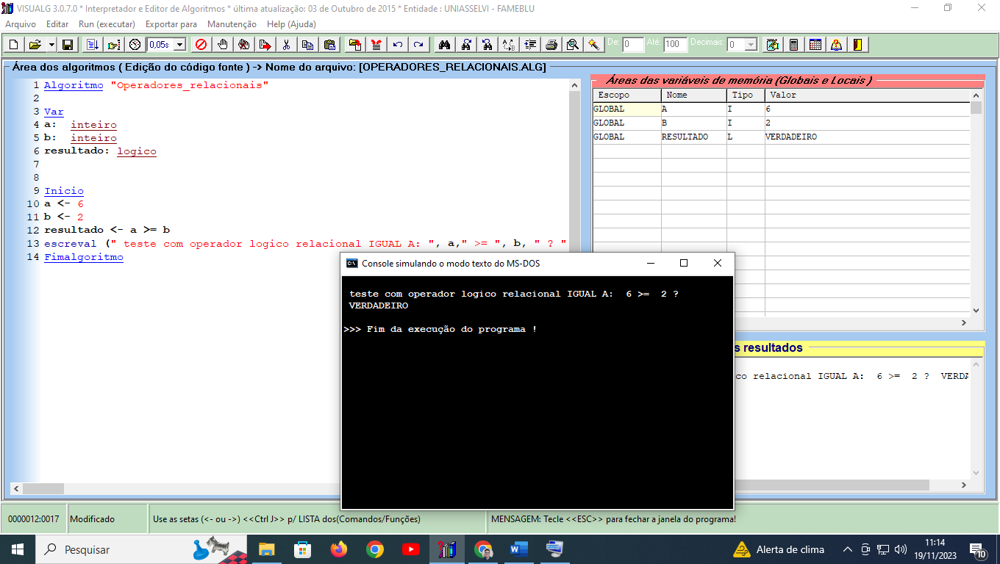 VISUALG 3.0.7.0 * Interpretador e Editor de Algoritmos * última atualização: 03 de Outubro de 2015 * Entidade : UNIASSELVI - FAMEBLU
Arquivo Editar Run (executar) Exportar para Manutenção Help (Ajuda)
0,05s De: 0 Até: 100 Decimais: 0
Área dos algoritmos ( Edição do código fonte ) -> Nome do arquivo: [OPERADORES_RELACIONAIS.ALG]
1 Algoritmo "Operadores_relacionais"
2
3 Var
4 a: inteiro
5 b: inteiro
6 resultado: logico
7
8
9 Inicio
10 a <- 6
11 b <- 2
12 resultado <- a >= b
13 escreval (" teste com operador logico relacional IGUAL A: ", a," >= ", b, " ? "
14 Fimalgoritmo
Áreas das variáveis de memória (Globais e Locais )
Escopo Nome Tipo Valor
GLOBAL A I 6
GLOBAL B I 2
GLOBAL RESULTADO L VERDADEIRO
Console simulando o modo texto do MS-DOS
teste com operador logico relacional IGUAL A:  6 >=  2 ?
VERDADEIRO
>>> Fim da execução do programa !
s resultados
co relacional IGUAL A:  6 >=  2 ?  VERDA
0000012:0017 Modificado Use as setas (<- ou ->) <<Ctrl J>> p/ LISTA dos(Comandos/Funções) MENSAGEM: Tecle <<ESC>> para fechar a janela do programa!
Pesquisar Alerta de clima 11:14
19/11/2023 10